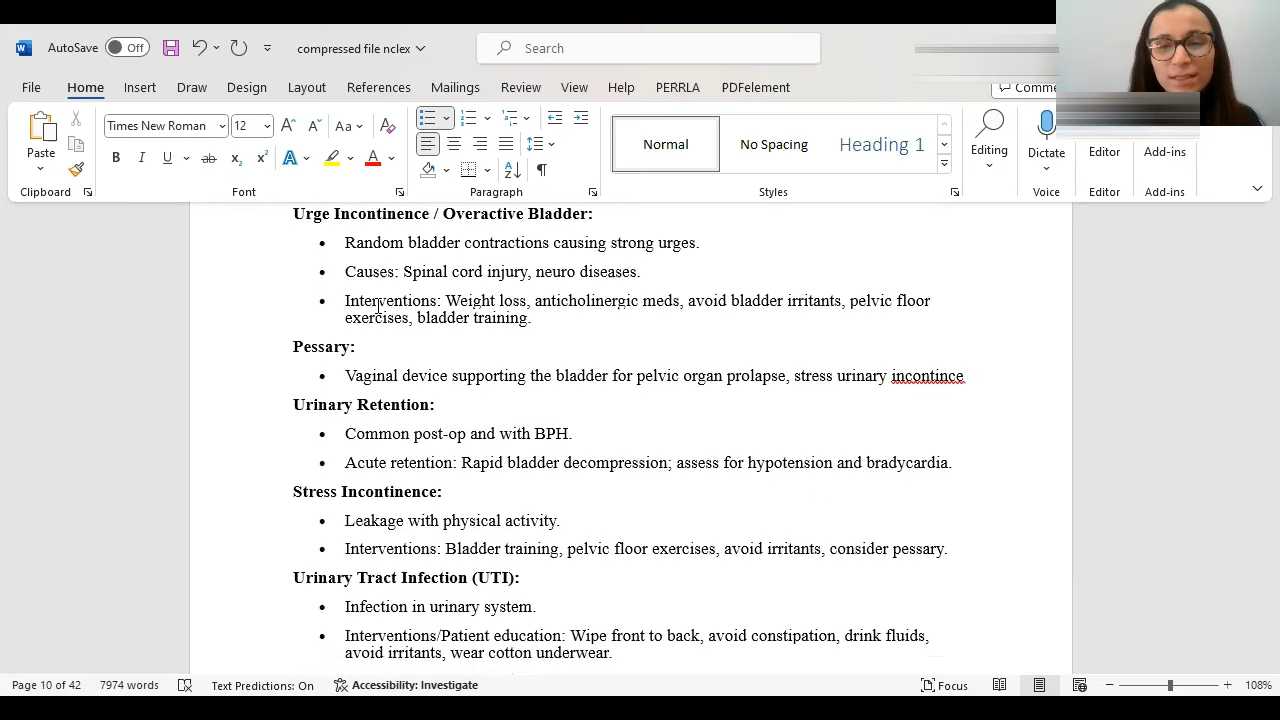 AutoSave Off compressed file nclex Search
File Home Insert Draw Design Layout References Mailings Review View Help PERRLA PDFelement Comme
Times New Roman 12 Aa
Paste B I U ab x₂ x² A A Normal No Spacing Heading 1 Editing Dictate Editor Add-ins
Clipboard Font Paragraph Styles Voice Editor Add-ins
Urge Incontinence / Overactive Bladder:
• Random bladder contractions causing strong urges.
• Causes: Spinal cord injury, neuro diseases.
• Interventions: Weight loss, anticholinergic meds, avoid bladder irritants, pelvic floor
exercises, bladder training.
Pessary:
• Vaginal device supporting the bladder for pelvic organ prolapse, stress urinary incontince
Urinary Retention:
• Common post-op and with BPH.
• Acute retention: Rapid bladder decompression; assess for hypotension and bradycardia.
Stress Incontinence:
• Leakage with physical activity.
• Interventions: Bladder training, pelvic floor exercises, avoid irritants, consider pessary.
Urinary Tract Infection (UTI):
• Infection in urinary system.
• Interventions/Patient education: Wipe front to back, avoid constipation, drink fluids,
avoid irritants, wear cotton underwear.
Page 10 of 42 7974 words Text Predictions: On Accessibility: Investigate Focus 108%